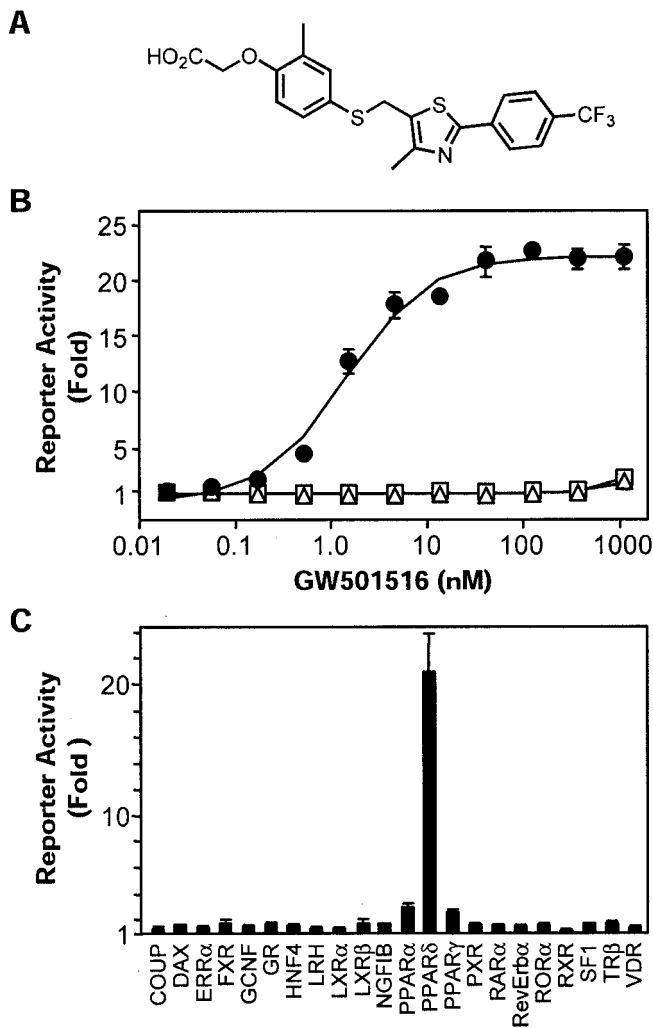 A
HO₂C
O
S
S
N
CF₃
B
Reporter Activity
(Fold)
25
20
15
10
5
1
0.01 0.1 1.0 10 100 1000
GW501516 (nM)
C
Reporter Activity
(Fold )
20
10
1
COUP
DAX
ERRα
FXR
GCNF
GR
HNF4
LRH
LXRα
LXRβ
NGFIB
PPARα
PPARδ
PPARγ
PXR
RARα
RevErbα
RORα
RXR
SF1
TRβ
VDR